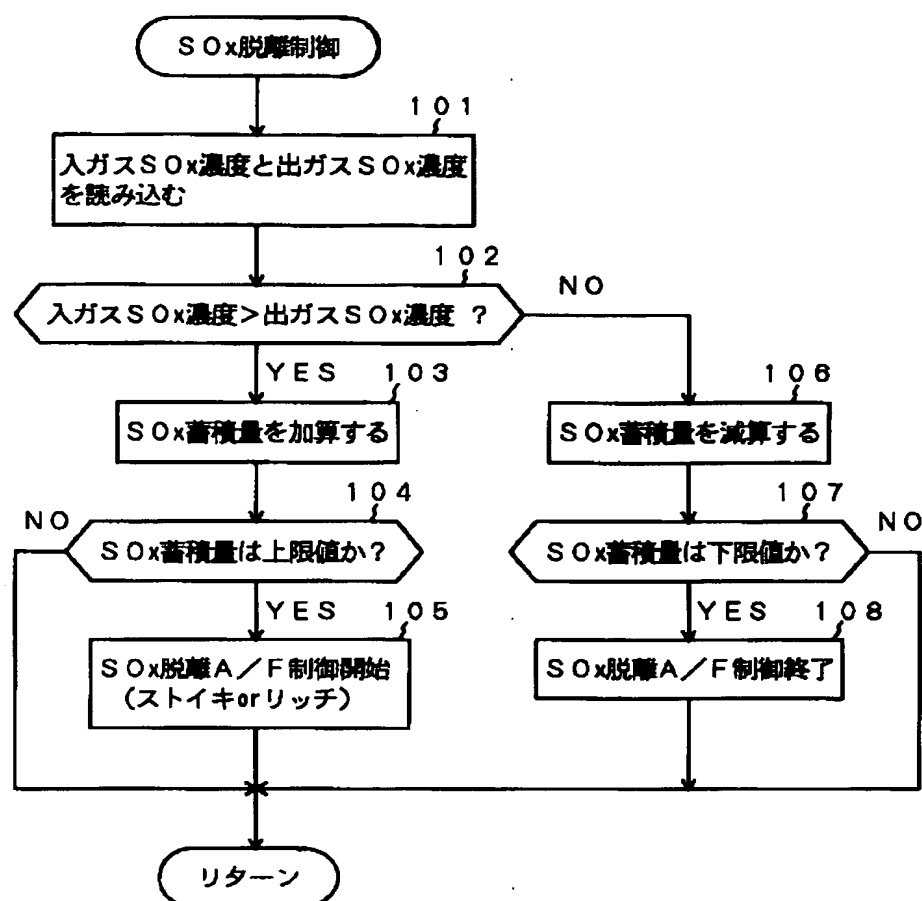 SOx脱離制御
101
入ガスSOx濃度と出ガスSOx濃度
を読み込む
102
入ガスSOx濃度>出ガスSOx濃度 ?
NO
YES
103
SOx蓄積量を加算する
106
SOx蓄積量を減算する
104
NO
SOx蓄積量は上限値か?
107
SOx蓄積量は下限値か?
NO
YES
105
SOx脱離A/F制御開始
(ストイキorリッチ)
YES
108
SOx脱離A/F制御終了
リターン